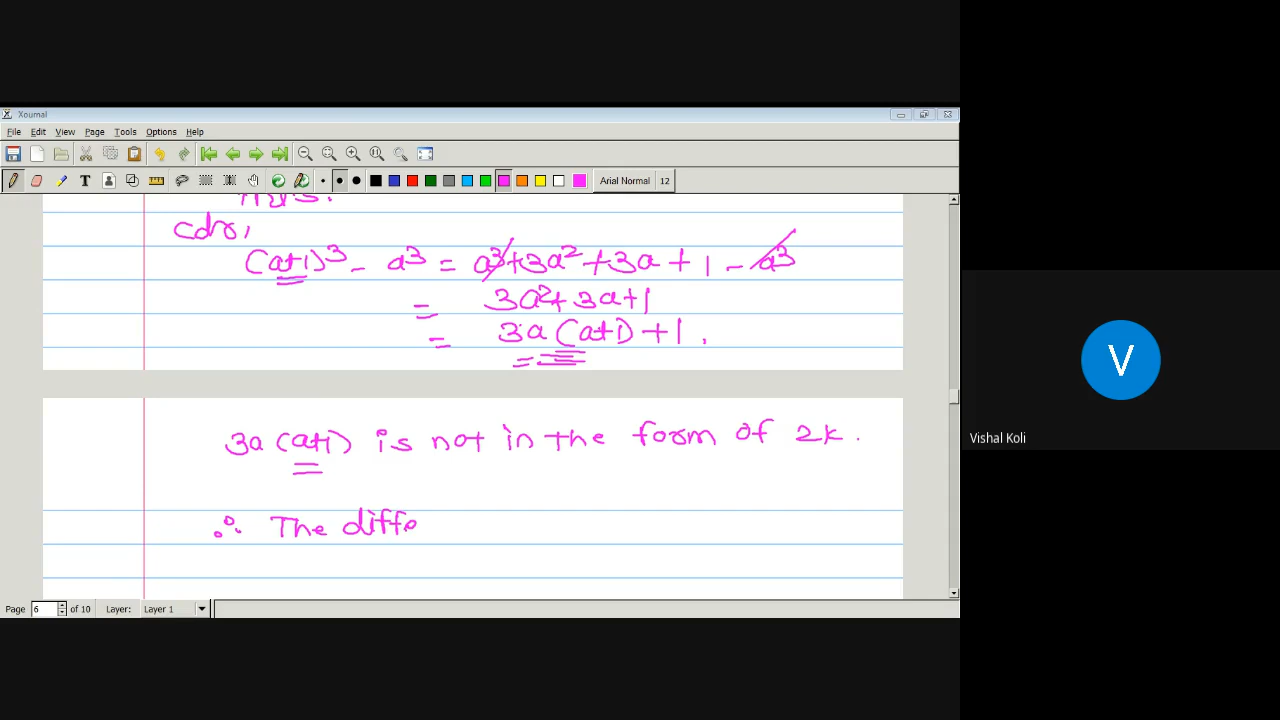 Xournal
File Edit View Page Tools Options Help
Arial Normal 12
Cdr,
(a+1)³ - a³ = a³+3a²+3a+1-a³
= 3a²+3a+1
= 3a(a+1)+1.
3a(a+1) is not in the form of 2k.
∴ The diffe
Page 6 of 10 Layer: Layer 1
V
Vishal Koli